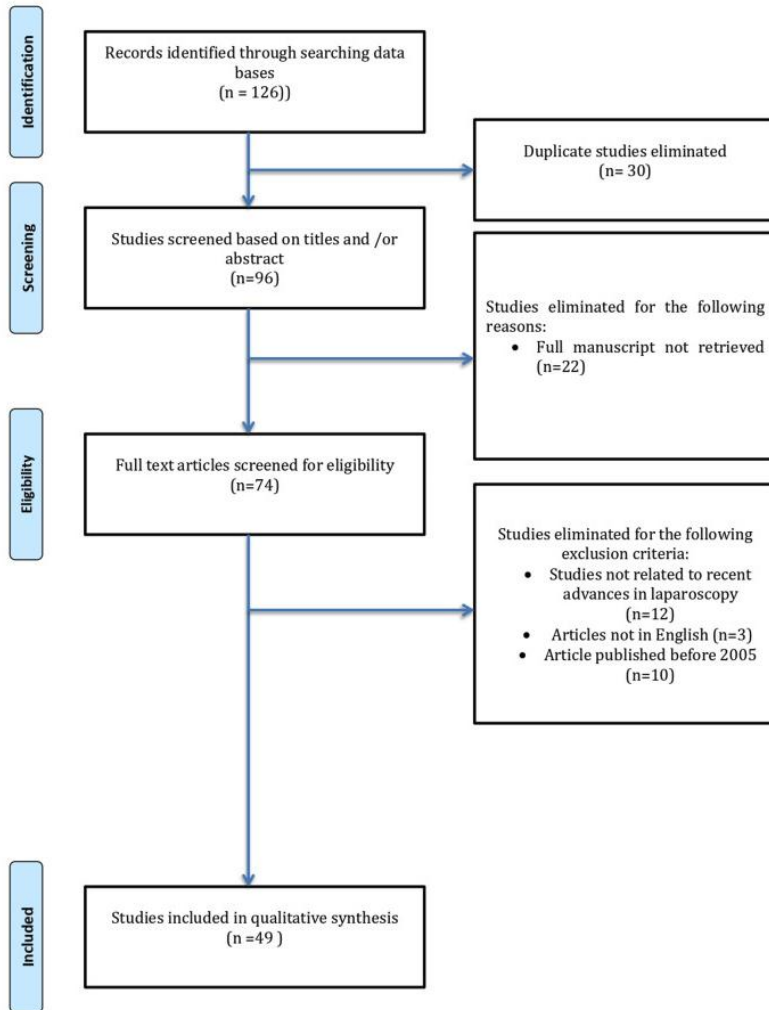 Identification
Records identified through searching data
bases
(n = 126))
Duplicate studies eliminated
(n= 30)
Screening
Studies screened based on titles and /or
abstract
(n=96)
Studies eliminated for the following
reasons:
• Full manuscript not retrieved
(n=22)
Eligibility
Full text articles screened for eligibility
(n=74)
Studies eliminated for the following
exclusion criteria:
• Studies not related to recent
advances in laparoscopy
(n=12)
• Articles not in English (n=3)
• Article published before 2005
(n=10)
Included
Studies included in qualitative synthesis
(n =49 )